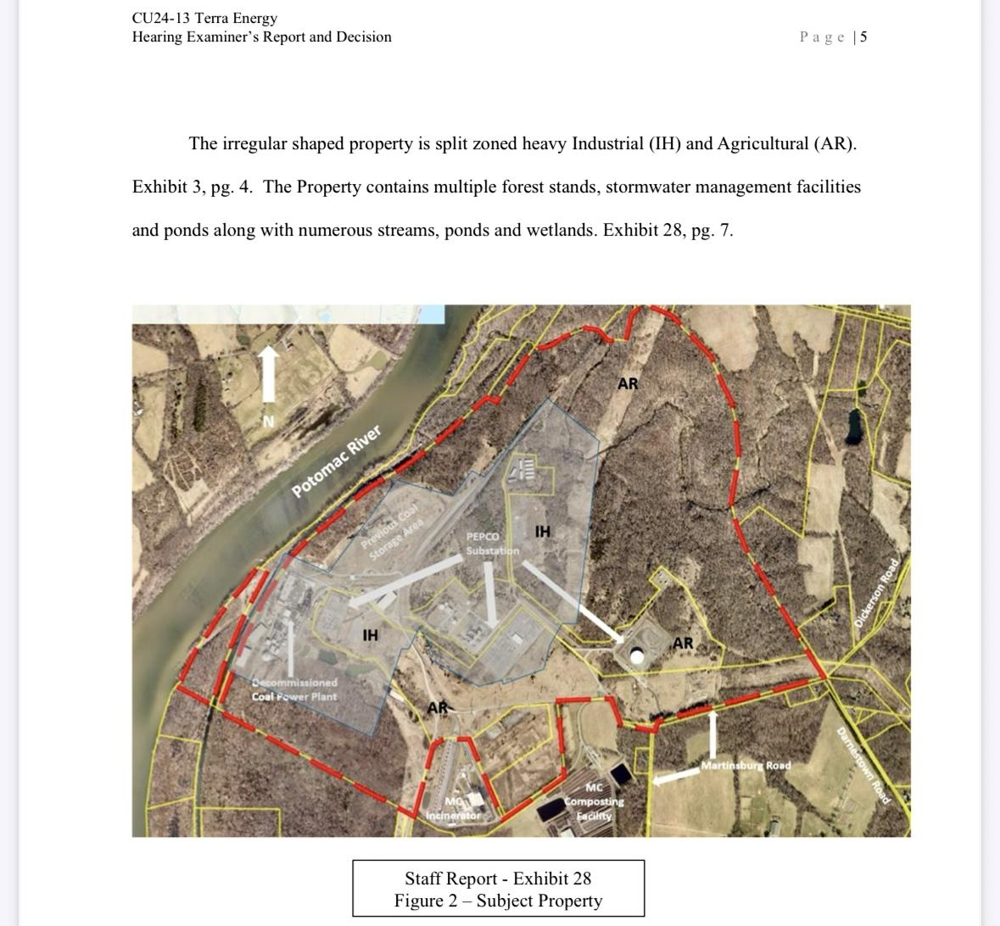 CU24-13 Terra Energy
Hearing Examiner's Report and Decision
Page | 5
The irregular shaped property is split zoned heavy Industrial (IH) and Agricultural (AR).
Exhibit 3, pg. 4.  The Property contains multiple forest stands, stormwater management facilities
and ponds along with numerous streams, ponds and wetlands. Exhibit 28, pg. 7.
AR
N
Potomac River
Previous Coal
Storage Area
PEPCO
Substation
IH
Dickerson Road
IH
AR
Decommissioned
Coal Power Plant
AR
Martinsburg Road
Darnestown Road
MC
Incinerator
MC
Composting
Facility
Staff Report - Exhibit 28
Figure 2 – Subject Property